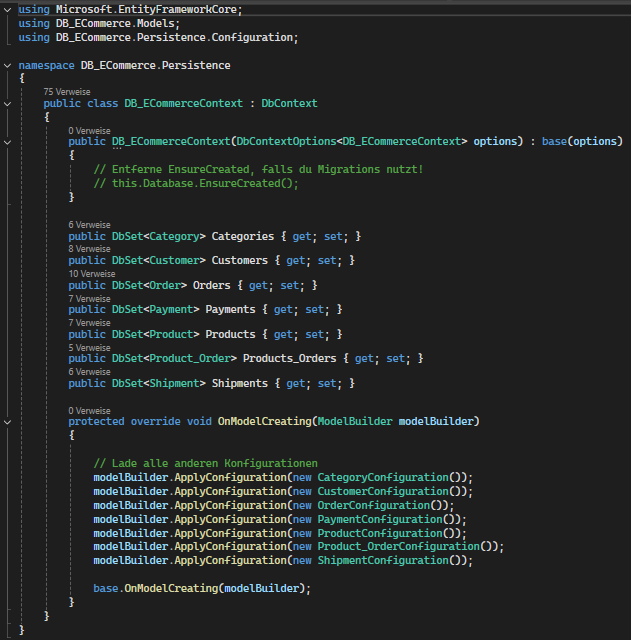 using Microsoft.EntityFrameworkCore;
using DB_ECommerce.Models;
using DB_ECommerce.Persistence.Configuration;
namespace DB_ECommerce.Persistence
{
75 Verweise
public class DB_ECommerceContext : DbContext
{
0 Verweise
public DB_ECommerceContext(DbContextOptions<DB_ECommerceContext> options) : base(options)
{
// Entferne EnsureCreated, falls du Migrations nutzt!
// this.Database.EnsureCreated();
}
6 Verweise
public DbSet<Category> Categories { get; set; }
8 Verweise
public DbSet<Customer> Customers { get; set; }
10 Verweise
public DbSet<Order> Orders { get; set; }
7 Verweise
public DbSet<Payment> Payments { get; set; }
7 Verweise
public DbSet<Product> Products { get; set; }
5 Verweise
public DbSet<Product_Order> Products_Orders { get; set; }
6 Verweise
public DbSet<Shipment> Shipments { get; set; }
0 Verweise
protected override void OnModelCreating(ModelBuilder modelBuilder)
{
// Lade alle anderen Konfigurationen
modelBuilder.ApplyConfiguration(new CategoryConfiguration());
modelBuilder.ApplyConfiguration(new CustomerConfiguration());
modelBuilder.ApplyConfiguration(new OrderConfiguration());
modelBuilder.ApplyConfiguration(new PaymentConfiguration());
modelBuilder.ApplyConfiguration(new ProductConfiguration());
modelBuilder.ApplyConfiguration(new Product_OrderConfiguration());
modelBuilder.ApplyConfiguration(new ShipmentConfiguration());
base.OnModelCreating(modelBuilder);
}
}
}